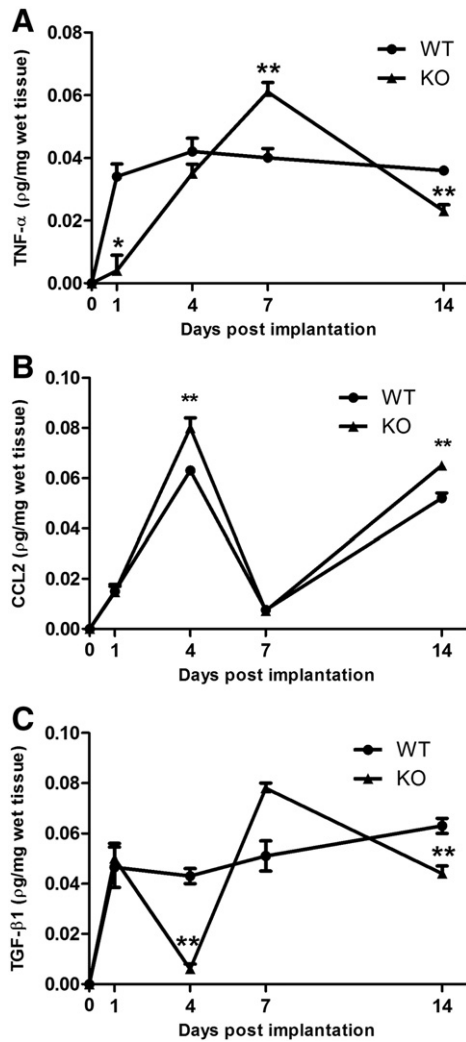 A
TNF-α (ρg/mg wet tissue)
0.08
0.06
0.04
0.02
0.00
WT
KO
*
**
**
0 1 4 7 14
Days post implantation
B
CCL2 (ρg/mg wet tissue)
0.10
0.08
0.06
0.04
0.02
0.00
WT
KO
**
**
0 1 4 7 14
Days post implantation
C
TGF-β1 (ρg/mg wet tissue)
0.10
0.08
0.06
0.04
0.02
0.00
WT
KO
**
**
0 1 4 7 14
Days post implantation